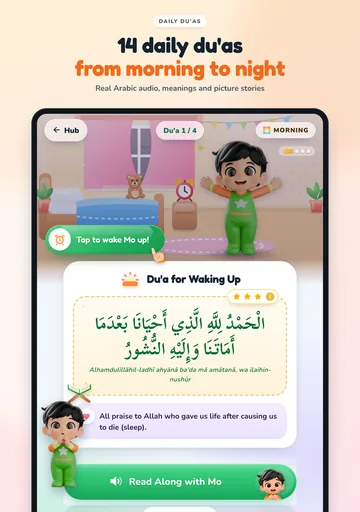 DAILY DU'AS
14 daily du'as
from morning to night
Real Arabic audio, meanings and picture stories
← Hub
Du'a 1 / 4
MORNING
Tap to wake Mo up!
Du'a for Waking Up
الْحَمْدُ لِلَّهِ الَّذِي أَحْيَانَا بَعْدَمَا
أَمَاتَنَا وَإِلَيْهِ النُّشُورُ
Alhamdulillāhil-ladhī aḥyānā ba'da mā amātanā, wa ilaihin-
nushūr
All praise to Allah who gave us life after causing us
to die (sleep).
Read Along with Mo